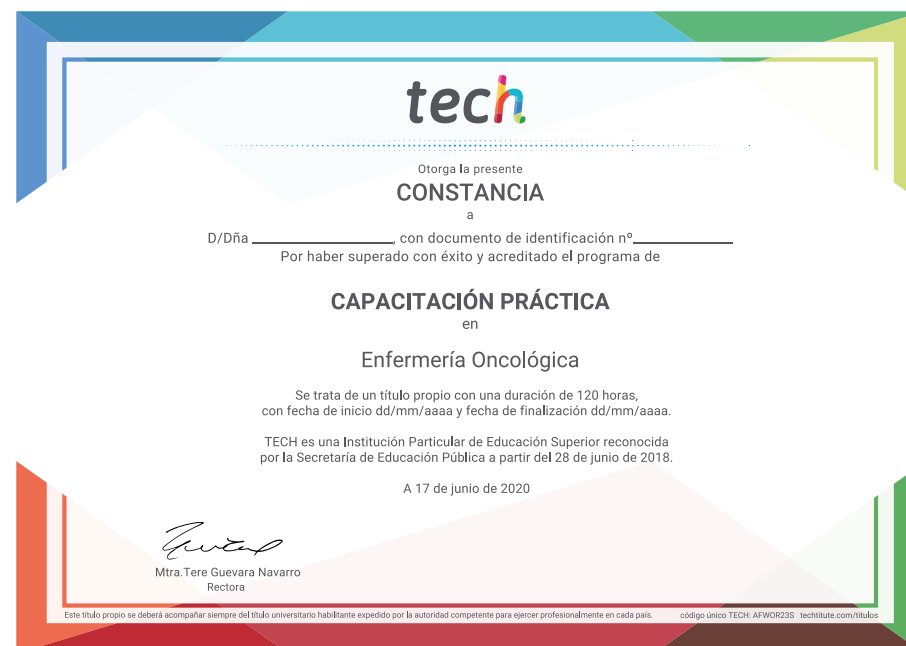 tech
Otorga la presente
CONSTANCIA
a
D/Dña ____________________, con documento de identificación nº______________
Por haber superado con éxito y acreditado el programa de
CAPACITACIÓN PRÁCTICA
en
Enfermería Oncológica
Se trata de un título propio con una duración de 120 horas,
con fecha de inicio dd/mm/aaaa y fecha de finalización dd/mm/aaaa.
TECH es una Institución Particular de Educación Superior reconocida
por la Secretaría de Educación Pública a partir del 28 de junio de 2018.
A 17 de junio de 2020
Mtra.Tere Guevara Navarro
Rectora
Este título propio se deberá acompañar siempre del título universitario habilitante expedido por la autoridad competente para ejercer profesionalmente en cada país. código único TECH: AFWOR23S techtitute.com/titulos